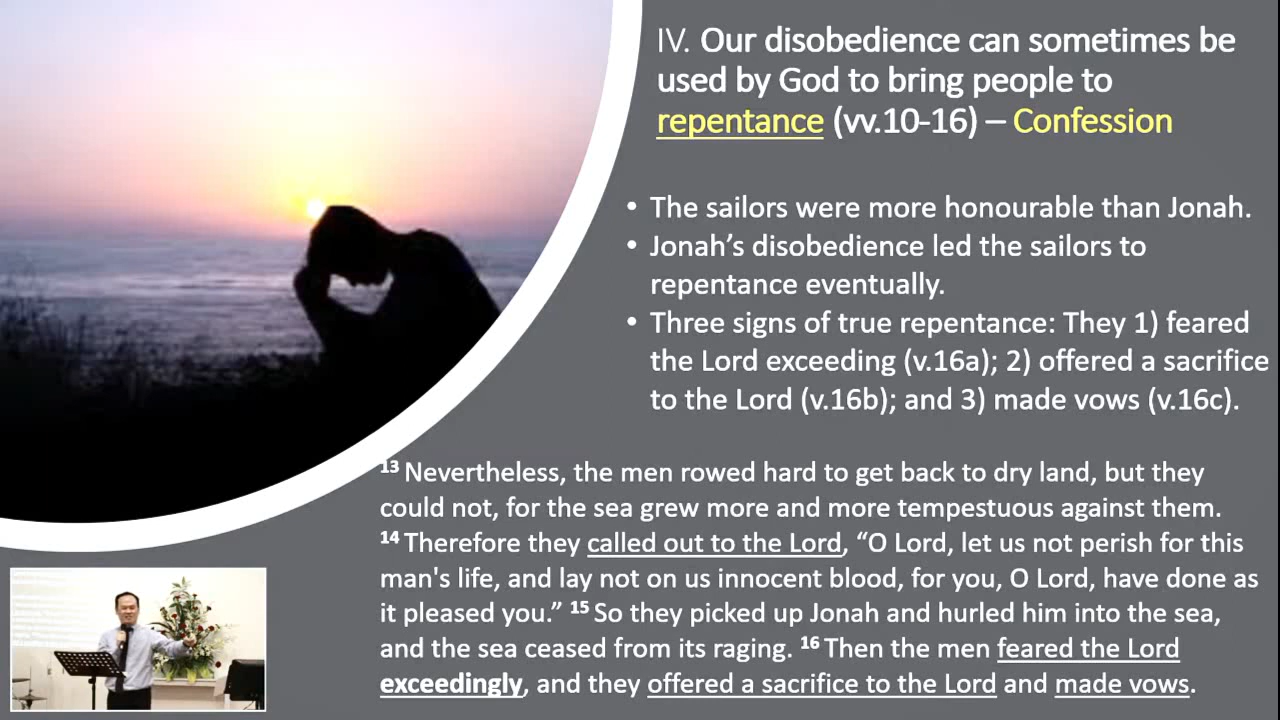 IV. Our disobedience can sometimes be
used by God to bring people to
repentance (vv.10-16) – Confession
• The sailors were more honourable than Jonah.
• Jonah’s disobedience led the sailors to
repentance eventually.
• Three signs of true repentance: They 1) feared
the Lord exceeding (v.16a); 2) offered a sacrifice
to the Lord (v.16b); and 3) made vows (v.16c).
13 Nevertheless, the men rowed hard to get back to dry land, but they
could not, for the sea grew more and more tempestuous against them.
14 Therefore they called out to the Lord, “O Lord, let us not perish for this
man's life, and lay not on us innocent blood, for you, O Lord, have done as
it pleased you.” 15 So they picked up Jonah and hurled him into the sea,
and the sea ceased from its raging. 16 Then the men feared the Lord
exceedingly, and they offered a sacrifice to the Lord and made vows.